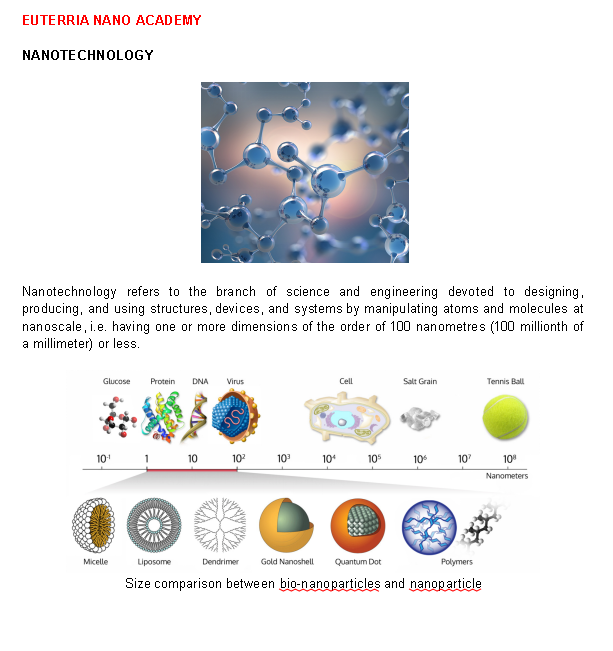 EUTERRIA NANO ACADEMY
NANOTECHNOLOGY
Nanotechnology refers to the branch of science and engineering devoted to designing,
producing, and using structures, devices, and systems by manipulating atoms and molecules at
nanoscale, i.e. having one or more dimensions of the order of 100 nanometres (100 millionth of
a millimeter) or less.
Glucose Protein DNA Virus Cell Salt Grain Tennis Ball
10⁻¹ 1 10 10² 10³ 10⁴ 10⁵ 10⁶ 10⁷ 10⁸
Nanometers
Micelle Liposome Dendrimer Gold Nanoshell Quantum Dot Polymers
Size comparison between bio-nanoparticles and nanoparticle